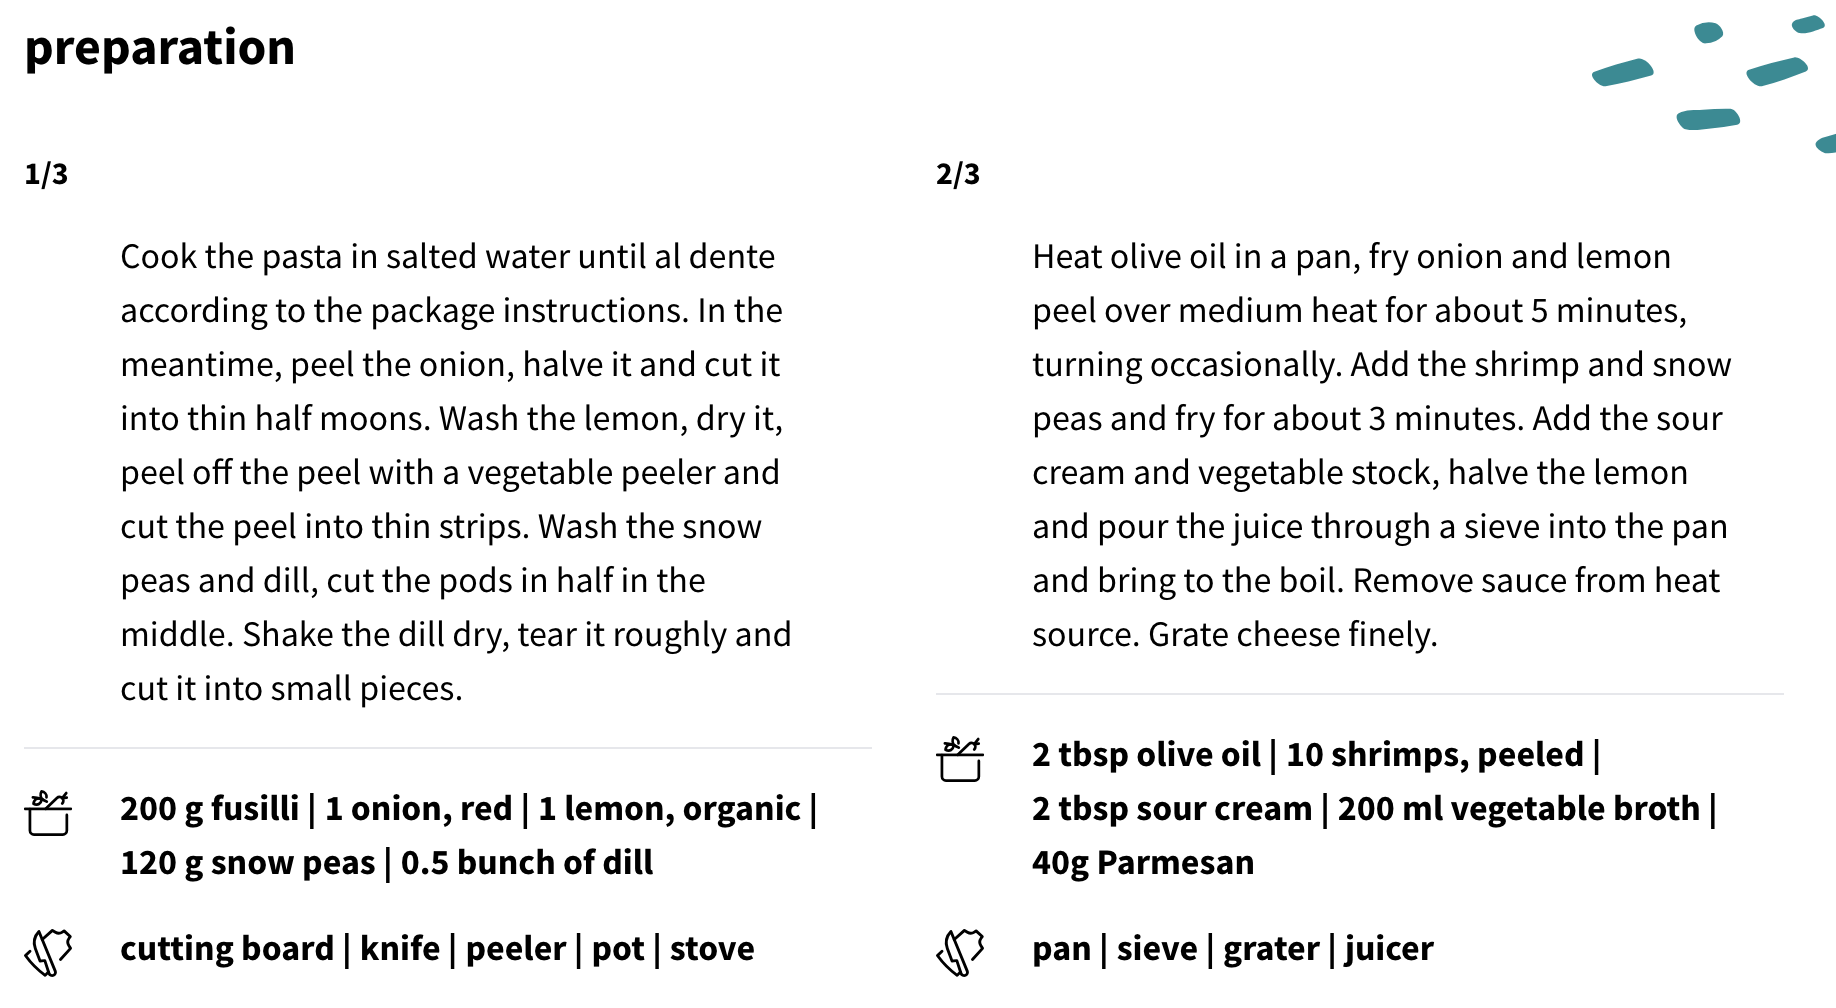 preparation
1/3
Cook the pasta in salted water until al dente
according to the package instructions. In the
meantime, peel the onion, halve it and cut it
into thin half moons. Wash the lemon, dry it,
peel off the peel with a vegetable peeler and
cut the peel into thin strips. Wash the snow
peas and dill, cut the pods in half in the
middle. Shake the dill dry, tear it roughly and
cut it into small pieces.
200 g fusilli | 1 onion, red | 1 lemon, organic |
120 g snow peas | 0.5 bunch of dill
cutting board | knife | peeler | pot | stove
2/3
Heat olive oil in a pan, fry onion and lemon
peel over medium heat for about 5 minutes,
turning occasionally. Add the shrimp and snow
peas and fry for about 3 minutes. Add the sour
cream and vegetable stock, halve the lemon
and pour the juice through a sieve into the pan
and bring to the boil. Remove sauce from heat
source. Grate cheese finely.
2 tbsp olive oil | 10 shrimps, peeled |
2 tbsp sour cream | 200 ml vegetable broth |
40g Parmesan
pan | sieve | grater | juicer